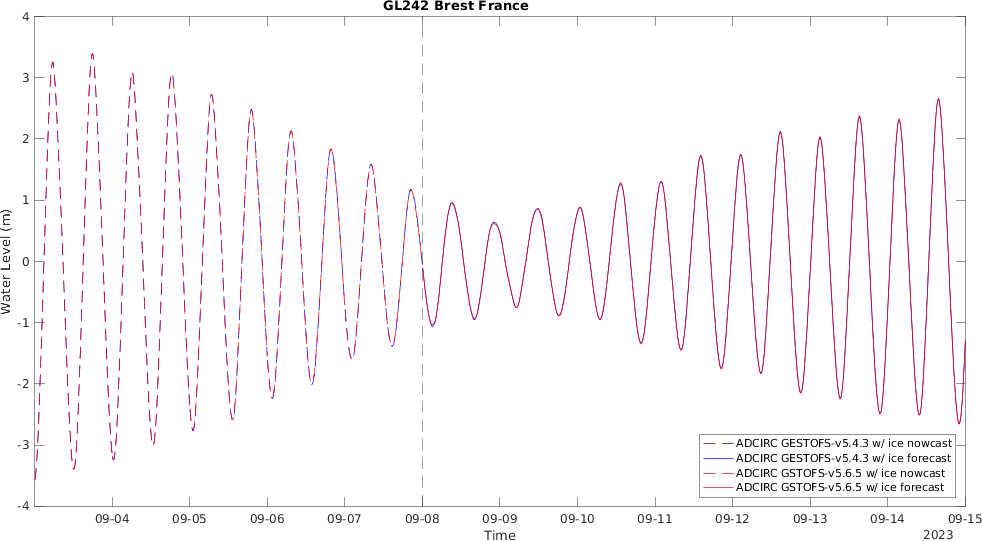 GL242 Brest France
4
3
2
1
0
-1
-2
-3
-4
Water Level (m)
ADCIRC GESTOFS-v5.4.3 w/ ice nowcast
ADCIRC GESTOFS-v5.4.3 w/ ice forecast
ADCIRC GSTOFS-v5.6.5 w/ ice nowcast
ADCIRC GSTOFS-v5.6.5 w/ ice forecast
09-04 09-05 09-06 09-07 09-08 09-09 09-10 09-11 09-12 09-13 09-14 09-15
Time
2023